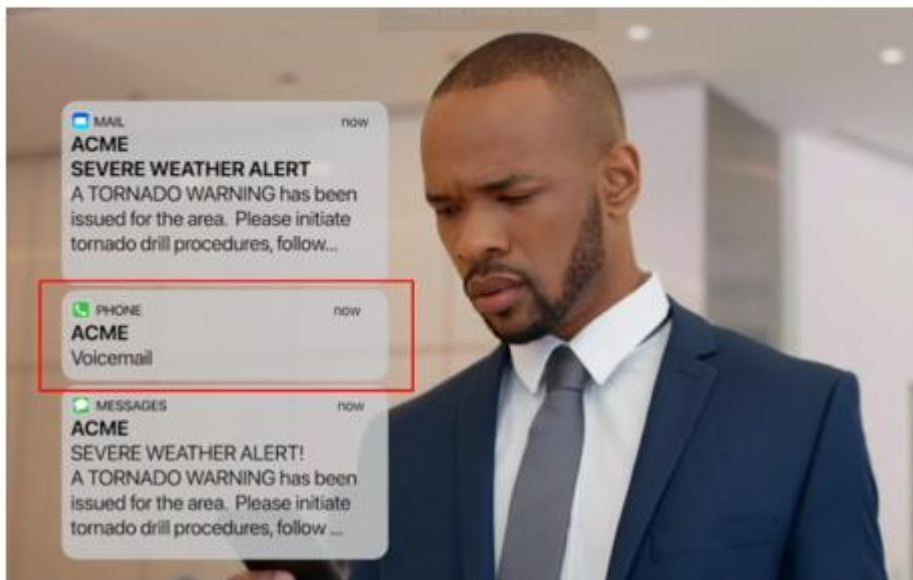 MAIL now
ACME
SEVERE WEATHER ALERT
A TORNADO WARNING has been
issued for the area. Please initiate
tornado drill procedures, follow...
PHONE now
ACME
Voicemail
MESSAGES now
ACME
SEVERE WEATHER ALERT!
A TORNADO WARNING has been
issued for the area. Please initiate
tornado drill procedures, follow ...